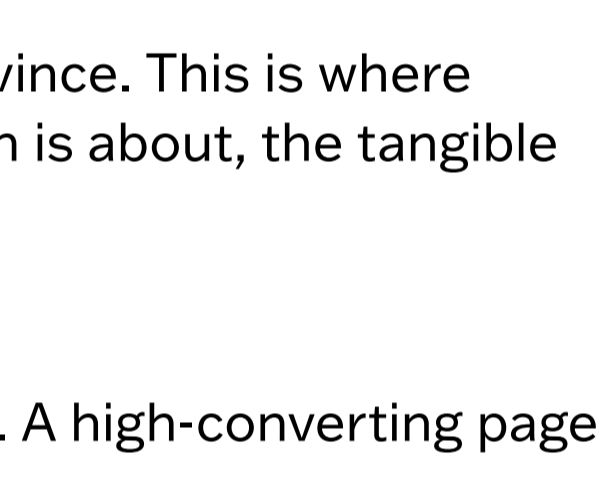 vince. This is where
n is about, the tangible
. A high-converting page